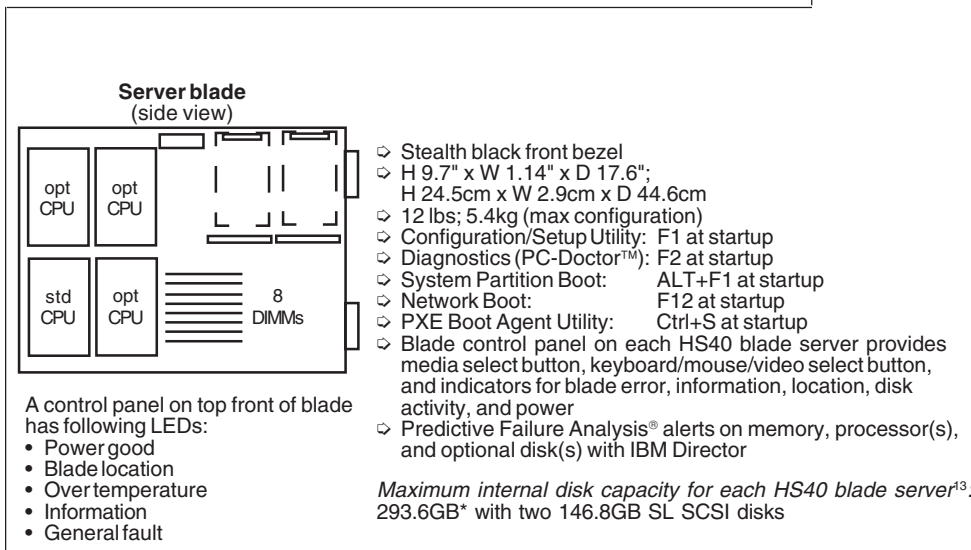 Server blade
(side view)
opt
CPU
opt
CPU
std
CPU
opt
CPU
8
DIMMs
A control panel on top front of blade
has following LEDs:
• Power good
• Blade location
• Over temperature
• Information
• General fault
➭ Stealth black front bezel
➭ H 9.7" x W 1.14" x D 17.6";
H 24.5cm x W 2.9cm x D 44.6cm
➭ 12 lbs; 5.4kg (max configuration)
➭ Configuration/Setup Utility: F1 at startup
➭ Diagnostics (PC-Doctor™): F2 at startup
➭ System Partition Boot: ALT+F1 at startup
➭ Network Boot: F12 at startup
➭ PXE Boot Agent Utility: Ctrl+S at startup
➭ Blade control panel on each HS40 blade server provides
media select button, keyboard/mouse/video select button,
and indicators for blade error, information, location, disk
activity, and power
➭ Predictive Failure Analysis® alerts on memory, processor(s),
and optional disk(s) with IBM Director
Maximum internal disk capacity for each HS40 blade server¹³:
293.6GB* with two 146.8GB SL SCSI disks